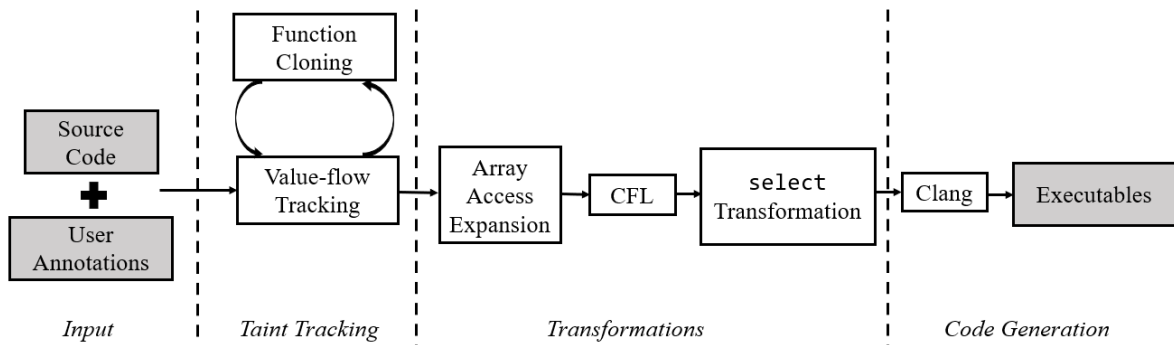 Function
Cloning
Source
Code
User
Annotations
Value-flow
Tracking
Array
Access
Expansion
CFL
select
Transformation
Clang
Executables
Input
Taint Tracking
Transformations
Code Generation